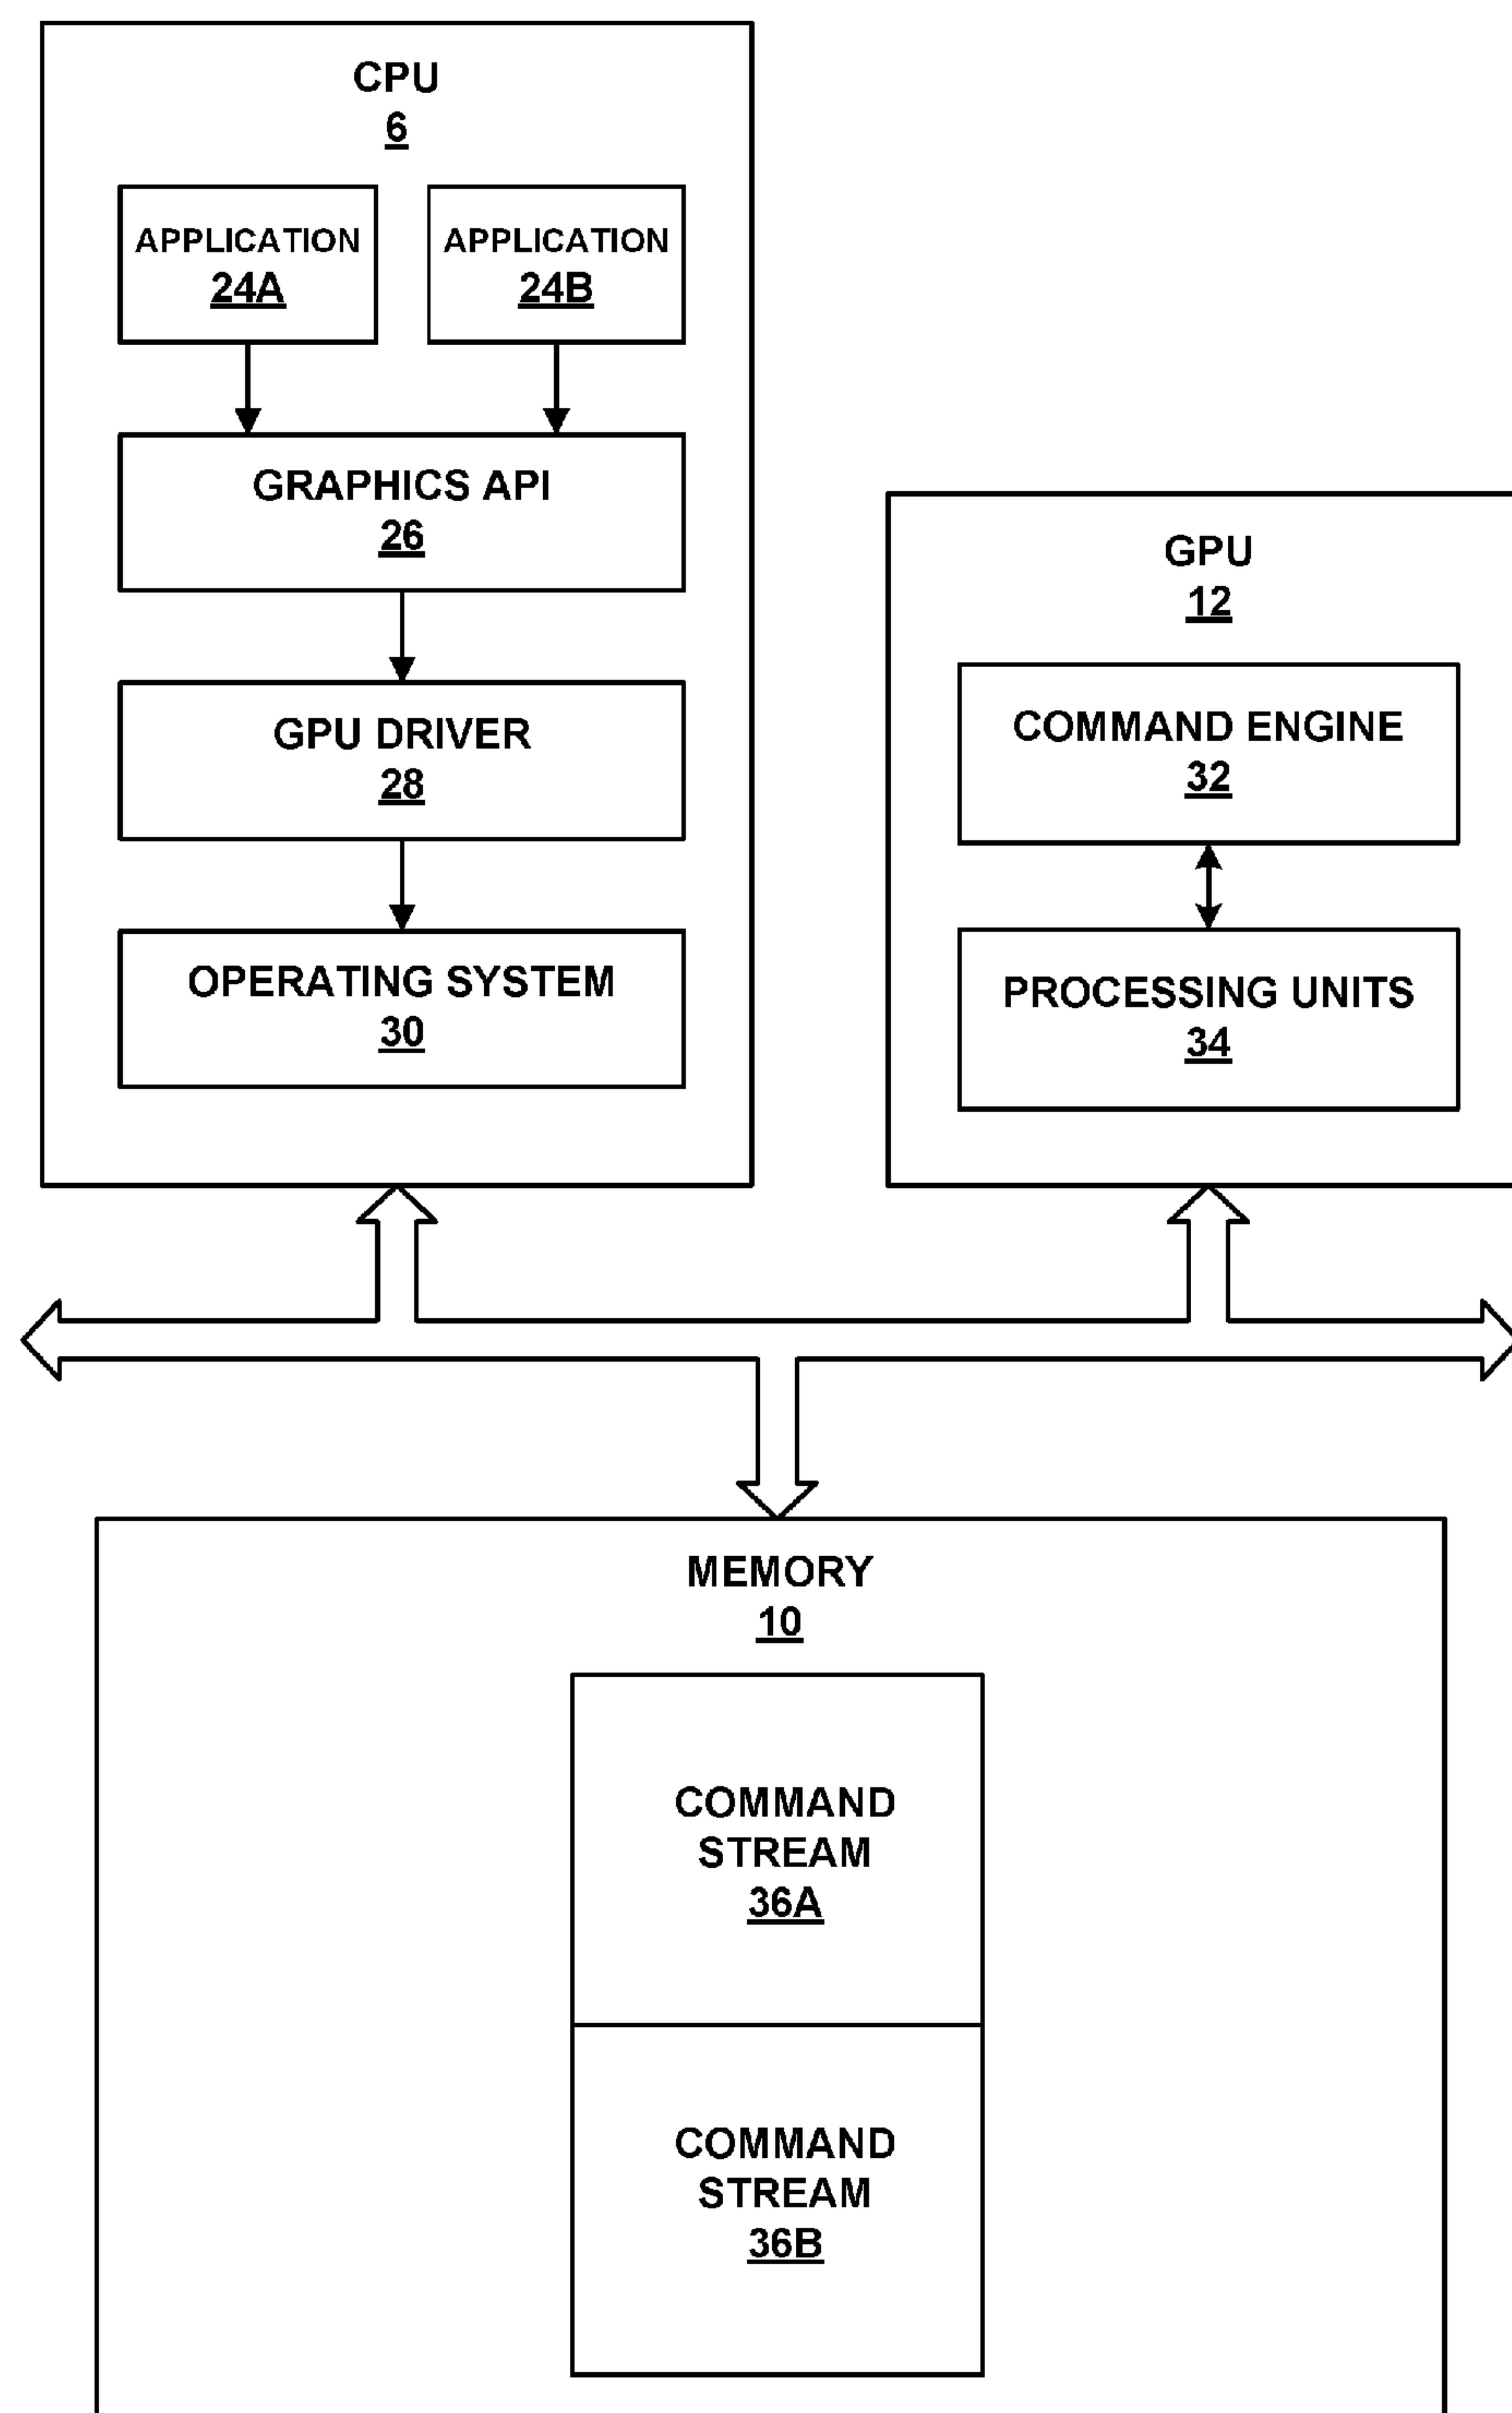 CPU
6
APPLICATION
24A
APPLICATION
24B
GRAPHICS API
26
GPU DRIVER
28
OPERATING SYSTEM
30
GPU
12
COMMAND ENGINE
32
PROCESSING UNITS
34
MEMORY
10
COMMAND
STREAM
36A
COMMAND
STREAM
36B